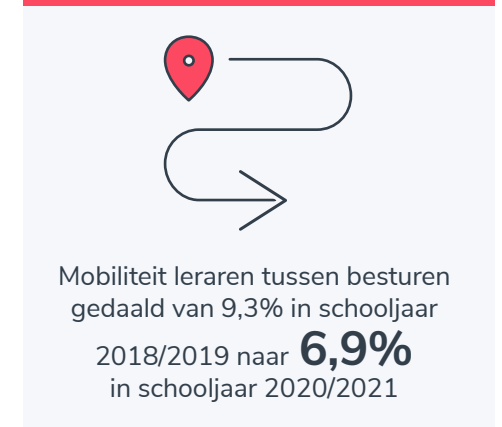 Mobiliteit leraren tussen besturen
gedaald van 9,3% in schooljaar
2018/2019 naar 6,9%
in schooljaar 2020/2021